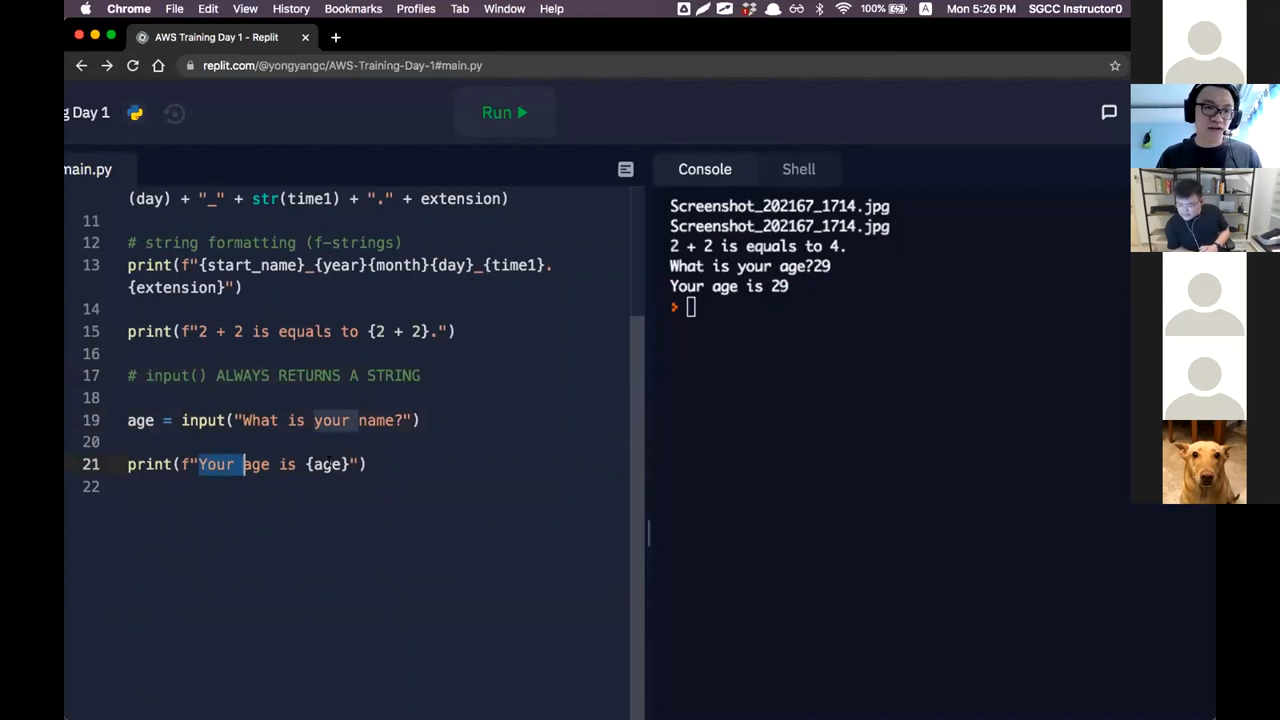 Chrome File Edit View History Bookmarks Profiles Tab Window Help 100% A Mon 5:26 PM SGCC Instructor0
AWS Training Day 1 - Replit
replit.com/@yongyangc/AWS-Training-Day-1#main.py
g Day 1
Run
main.py
Console Shell
(day) + "_" + str(time1) + "." + extension)
11
12 # string formatting (f-strings)
13 print(f"{start_name}_{year}{month}{day}_{time1}.
{extension}")
14
15 print(f"2 + 2 is equals to {2 + 2}.")
16
17 # input() ALWAYS RETURNS A STRING
18
19 age = input("What is your name?")
20
21 print(f"Your age is {age}")
22
Screenshot_202167_1714.jpg
Screenshot_202167_1714.jpg
2 + 2 is equals to 4.
What is your age?29
Your age is 29